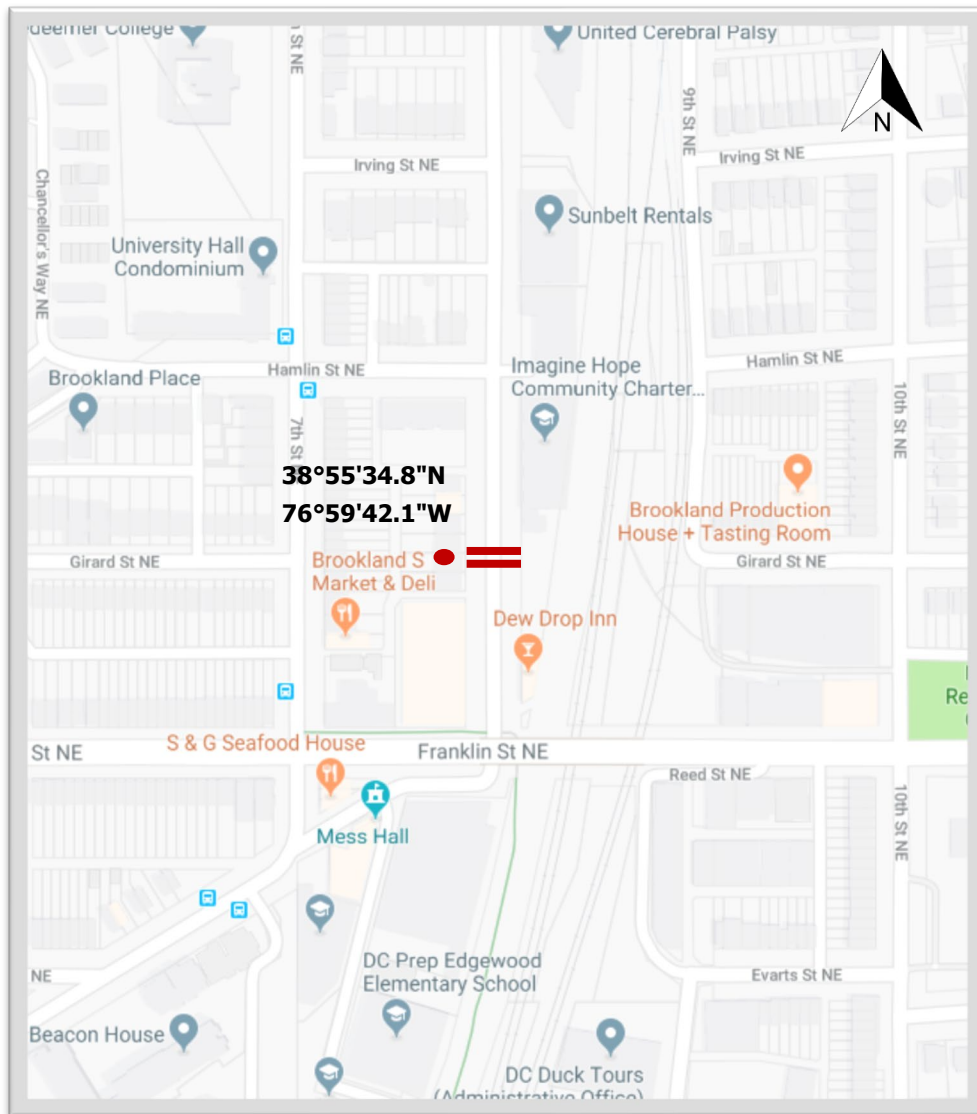 deemer College
United Cerebral Palsy
h St NE
9th St NE
N
Irving St NE
Irving St NE
Chancellor's Way NE
Sunbelt Rentals
University Hall
Condominium
Hamlin St NE
Hamlin St NE
Brookland Place
Imagine Hope
Community Charter...
10th St NE
7th St
38°55'34.8"N
76°59'42.1"W
Brookland Production
House + Tasting Room
Girard St NE
Brookland S
Market & Deli
Girard St NE
Dew Drop Inn
Re
St NE
S & G Seafood House
Franklin St NE
Reed St NE
10th St NE
Mess Hall
DC Prep Edgewood
Elementary School
NE
Evarts St NE
Beacon House
DC Duck Tours
(Administrative Office)